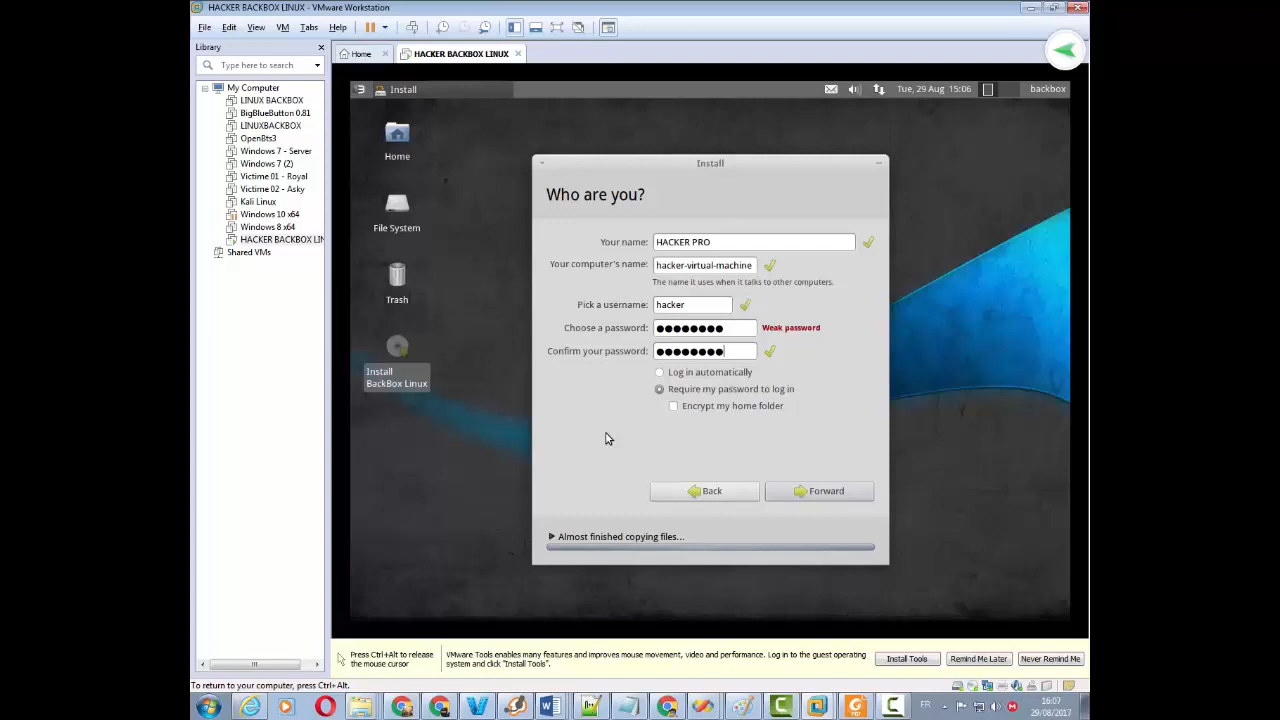 HACKER BACKBOX LINUX - VMware Workstation
File Edit View VM Tabs Help
Library
Type here to search
My Computer
LINUX BACKBOX
BigBlueButton 0.81
LINUXBACKBOX
OpenBts3
Windows 7 - Server
Windows 7 (2)
Victime 01 - Royal
Victime 02 - Asky
Kali Linux
Windows 10 x64
Windows 8 x64
HACKER BACKBOX LIN
Shared VMs
Home
HACKER BACKBOX LINUX
Install
Tue, 29 Aug 15:06
backbox
Home
File System
Trash
Install
BackBox Linux
Install
Who are you?
Your name: HACKER PRO
Your computer's name: hacker-virtual-machine
The name it uses when it talks to other computers.
Pick a username: hacker
Choose a password: ●●●●●●●● Weak password
Confirm your password: ●●●●●●●●
Log in automatically
Require my password to log in
Encrypt my home folder
Back
Forward
Almost finished copying files...
Press Ctrl+Alt to release
the mouse cursor
VMware Tools enables many features and improves mouse movement, video and performance. Log in to the guest operating
system and click "Install Tools".
Install Tools
Remind Me Later
Never Remind Me
To return to your computer, press Ctrl+Alt.
FR
16:07
29/08/2017